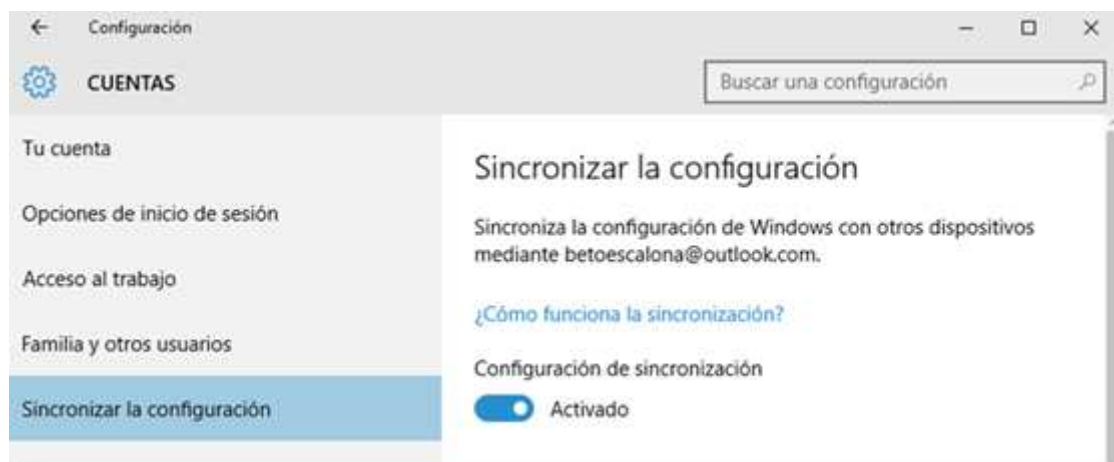 Configuración
CUENTAS
Buscar una configuración
Tu cuenta
Opciones de inicio de sesión
Acceso al trabajo
Familia y otros usuarios
Sincronizar la configuración
Sincronizar la configuración
Sincroniza la configuración de Windows con otros dispositivos
mediante betoescalona@outlook.com.
¿Cómo funciona la sincronización?
Configuración de sincronización
Activado